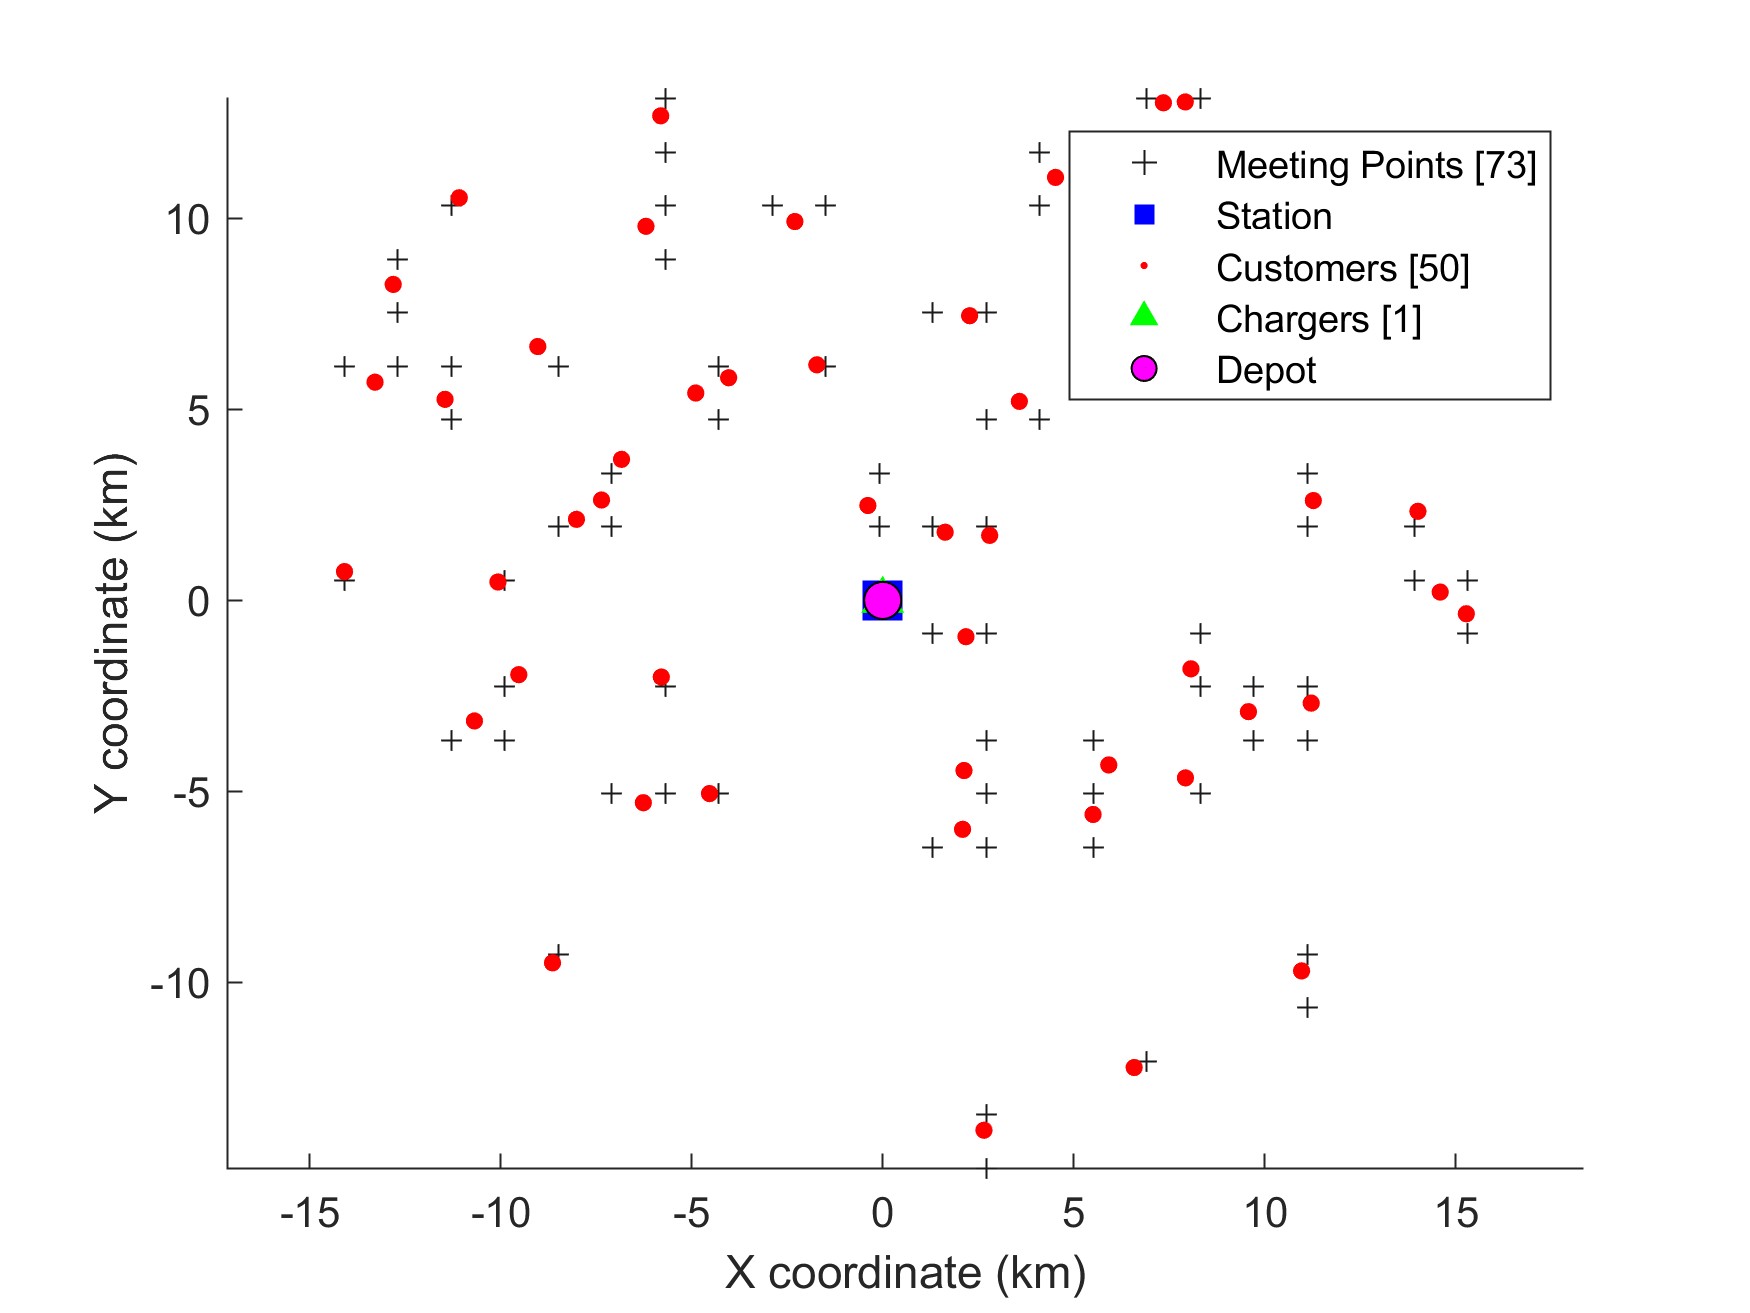 Meeting Points [73]
Station
Customers [50]
Chargers [1]
Depot
10
5
0
-5
-10
Y coordinate (km)
-15 -10 -5 0 5 10 15
X coordinate (km)